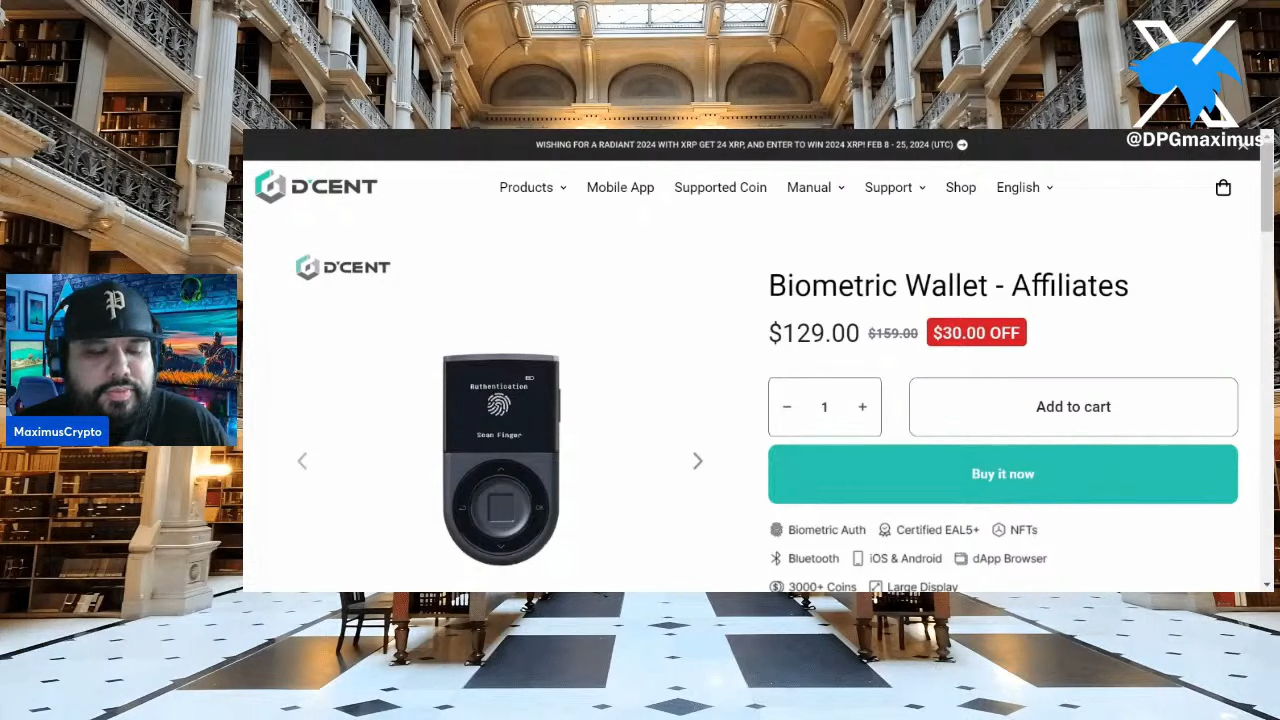 @DPGmaximus
WISHING FOR A RADIANT 2024 WITH XRP GET 24 XRP, AND ENTER TO WIN 2024 XRP! FEB 8 - 25, 2024 (UTC)
D'CENT
Products
Mobile App
Supported Coin
Manual
Support
Shop
English
D'CENT
Biometric Wallet - Affiliates
$129.00 $159.00 $30.00 OFF
Authentication
Scan Finger
− 1 +
Add to cart
Buy it now
Biometric Auth Certified EAL5+ NFTs
Bluetooth iOS & Android dApp Browser
3000+ Coins Large Display
P
MaximusCrypto